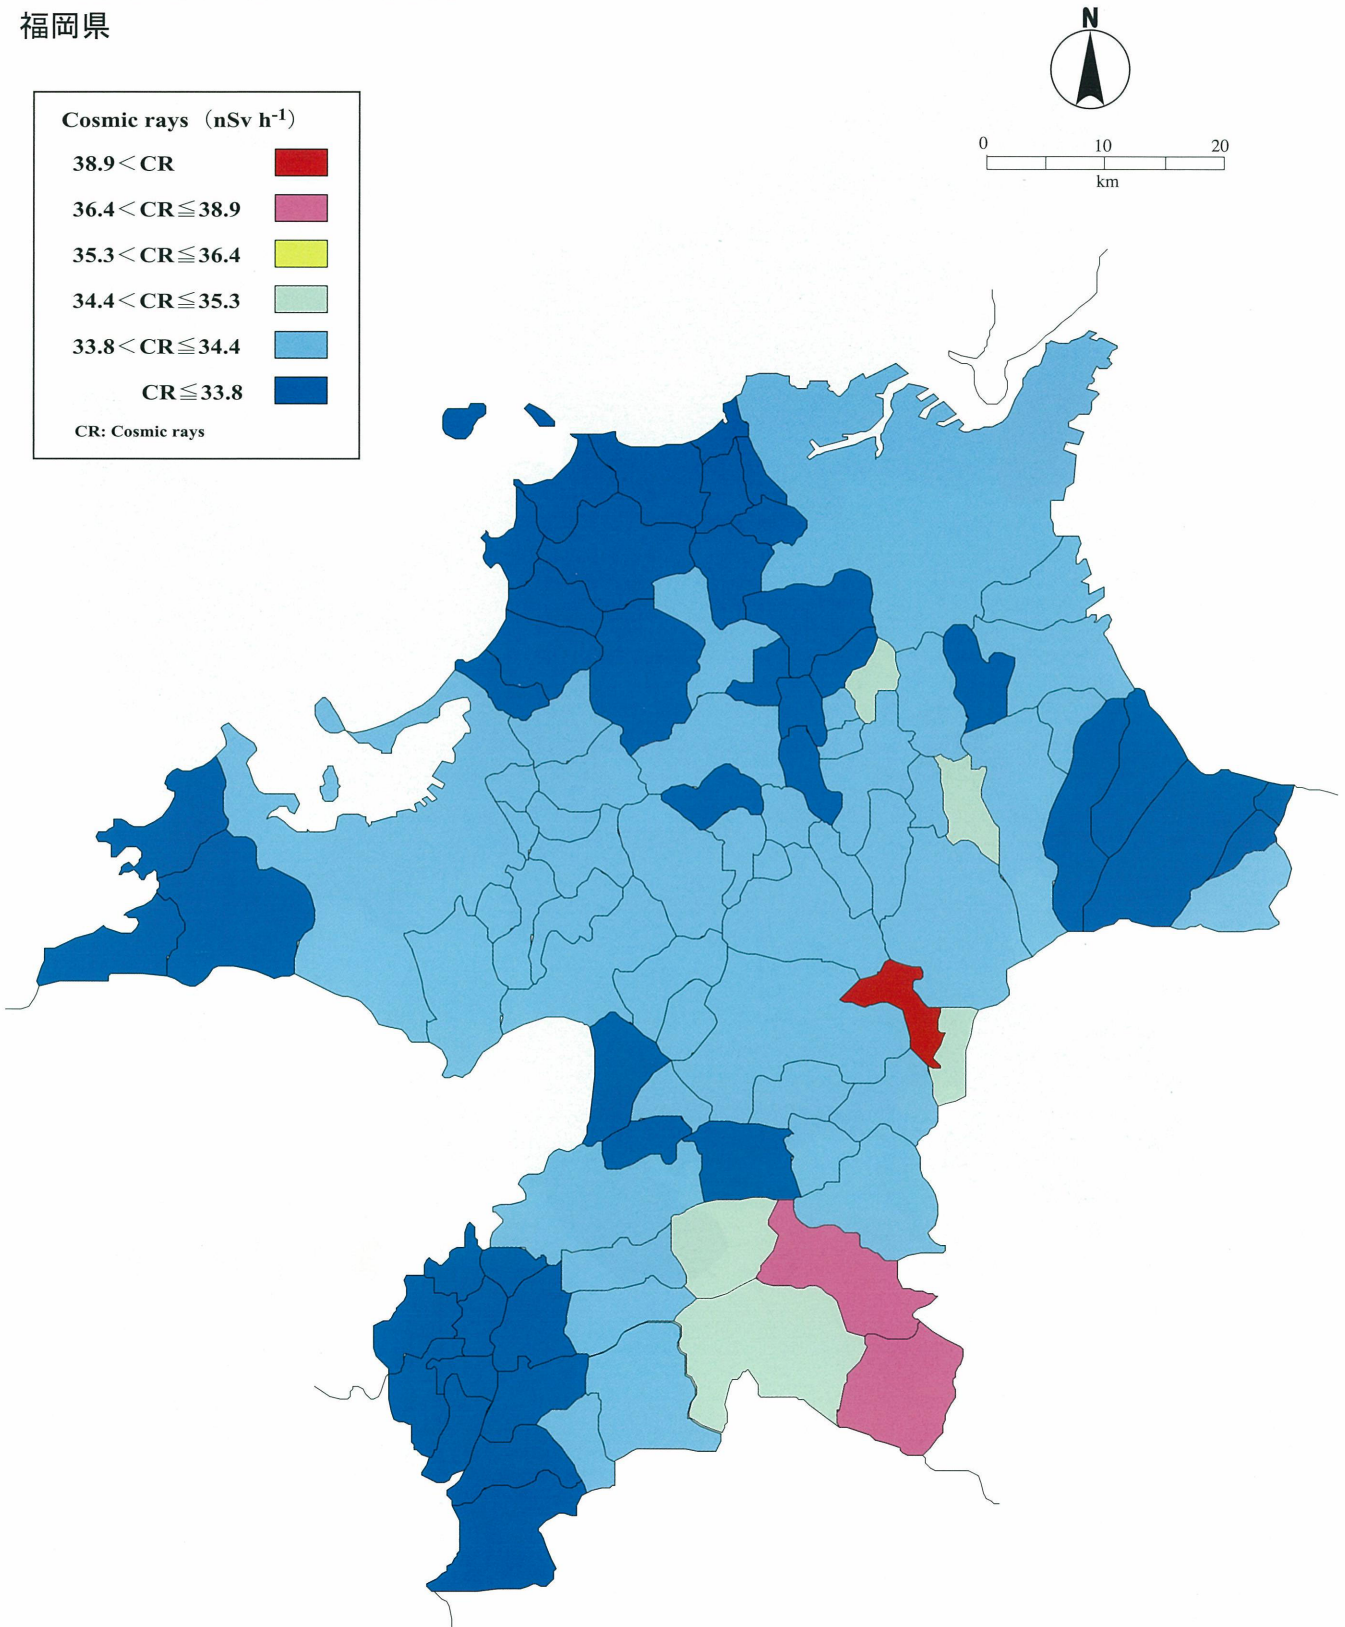 福岡県
N
0 10 20
km
Cosmic rays （nSv h-1）
38.9＜CR
36.4＜CR≦38.9
35.3＜CR≦36.4
34.4＜CR≦35.3
33.8＜CR≦34.4
CR≦33.8
CR: Cosmic rays